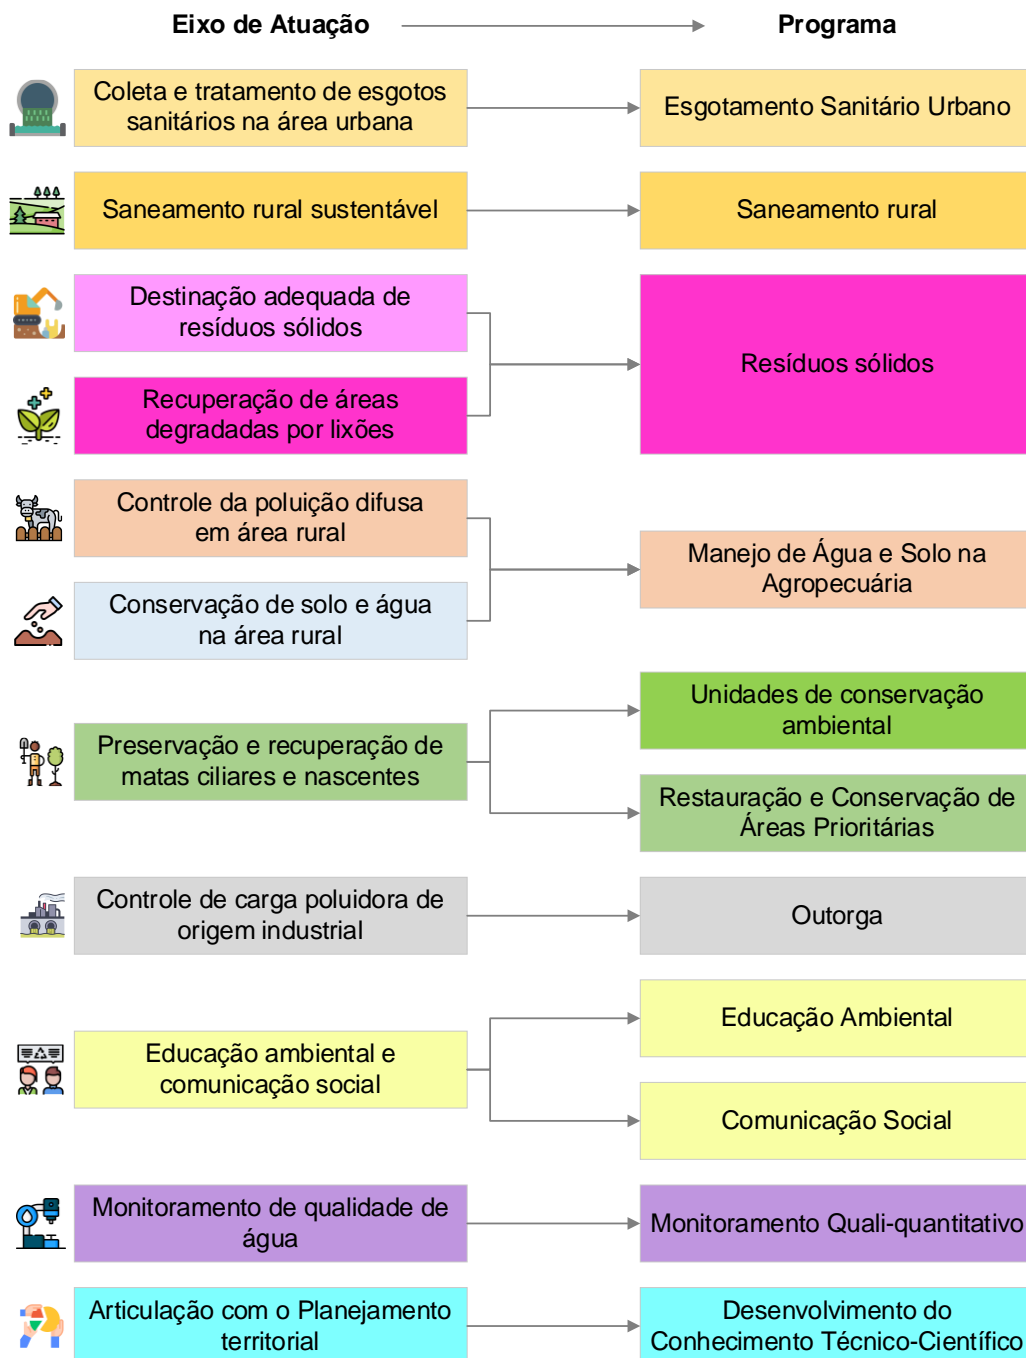 Eixo de Atuação
Programa
Coleta e tratamento de esgotos
sanitários na área urbana
Esgotamento Sanitário Urbano
Saneamento rural sustentável
Saneamento rural
Destinação adequada de
resíduos sólidos
Recuperação de áreas
degradadas por lixões
Resíduos sólidos
Controle da poluição difusa
em área rural
Conservação de solo e água
na área rural
Manejo de Água e Solo na
Agropecuária
Preservação e recuperação de
matas ciliares e nascentes
Unidades de conservação
ambiental
Restauração e Conservação de
Áreas Prioritárias
Controle de carga poluidora de
origem industrial
Outorga
Educação ambiental e
comunicação social
Educação Ambiental
Comunicação Social
Monitoramento de qualidade de
água
Monitoramento Quali-quantitativo
Articulação com o Planejamento
territorial
Desenvolvimento do
Conhecimento Técnico-Científico